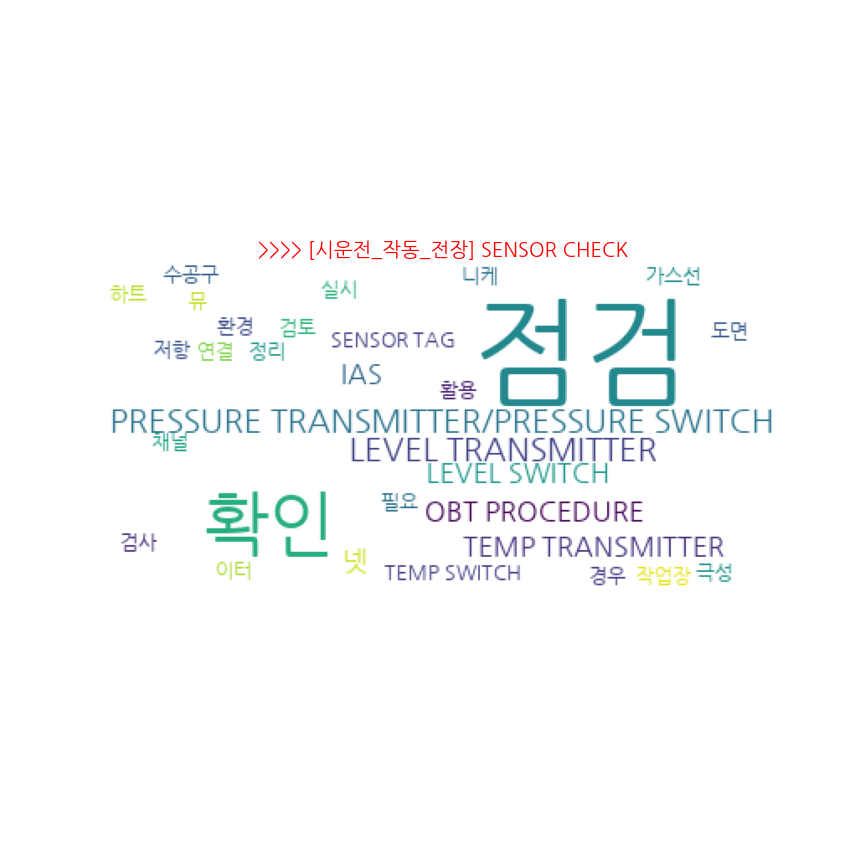 >>>> [시운전_작동_전장] SENSOR CHECK
수공구
니케
가스선
하트
뮤
실시
점검
환경
검토
도면
SENSOR TAG
저항
연결
정리
IAS
활용
PRESSURE TRANSMITTER/PRESSURE SWITCH
채널
LEVEL TRANSMITTER
LEVEL SWITCH
확인
필요
OBT PROCEDURE
검사
TEMP TRANSMITTER
이터
넷
TEMP SWITCH
경우
작업장
극성